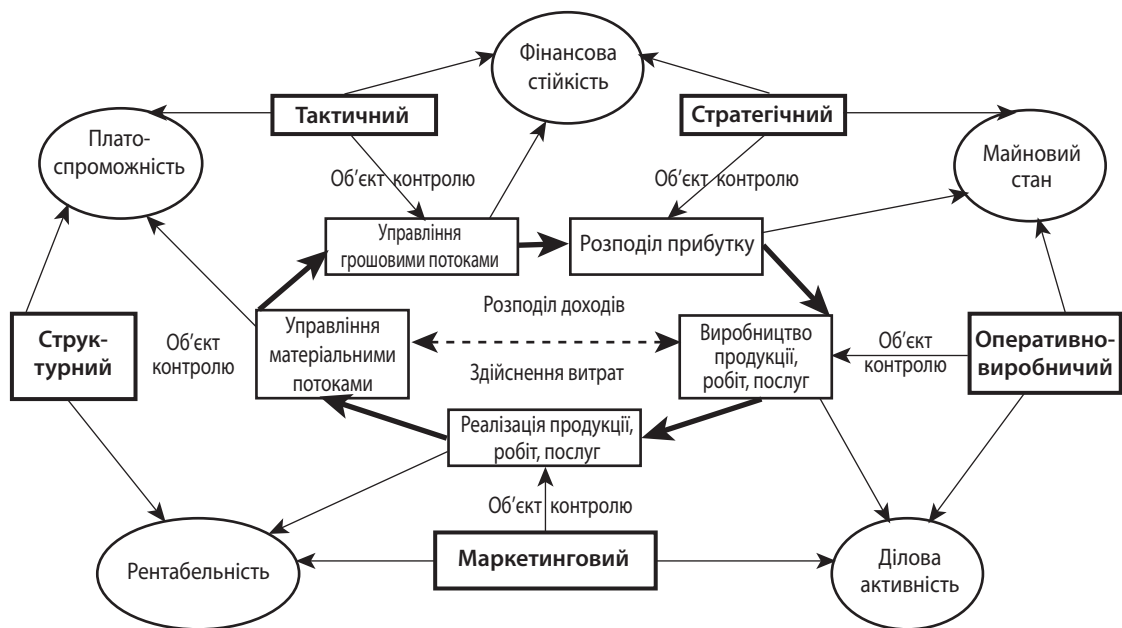 Фінансова
стійкість
Тактичний
Стратегічний
Плато-
спроможність
Майновий
стан
Об’єкт контролю
Об’єкт контролю
Управління
грошовими потоками
Розподіл прибутку
Розподіл доходів
Струк-
турний
Об’єкт
контролю
Управління
матеріальними
потоками
Виробництво
продукції,
робіт, послуг
Об’єкт
контролю
Оперативно-
виробничий
Здійснення витрат
Реалізація продукції,
робіт, послуг
Об’єкт контролю
Рентабельність
Маркетинговий
Ділова
активність